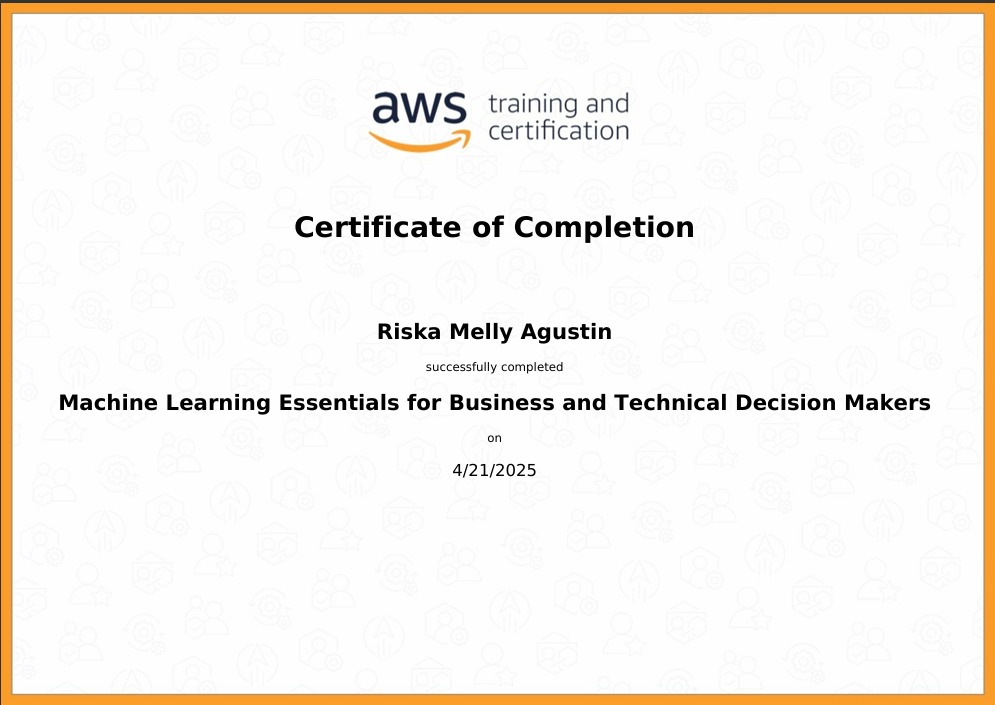 aws training and
certification
Certificate of Completion
Riska Melly Agustin
successfully completed
Machine Learning Essentials for Business and Technical Decision Makers
on
4/21/2025